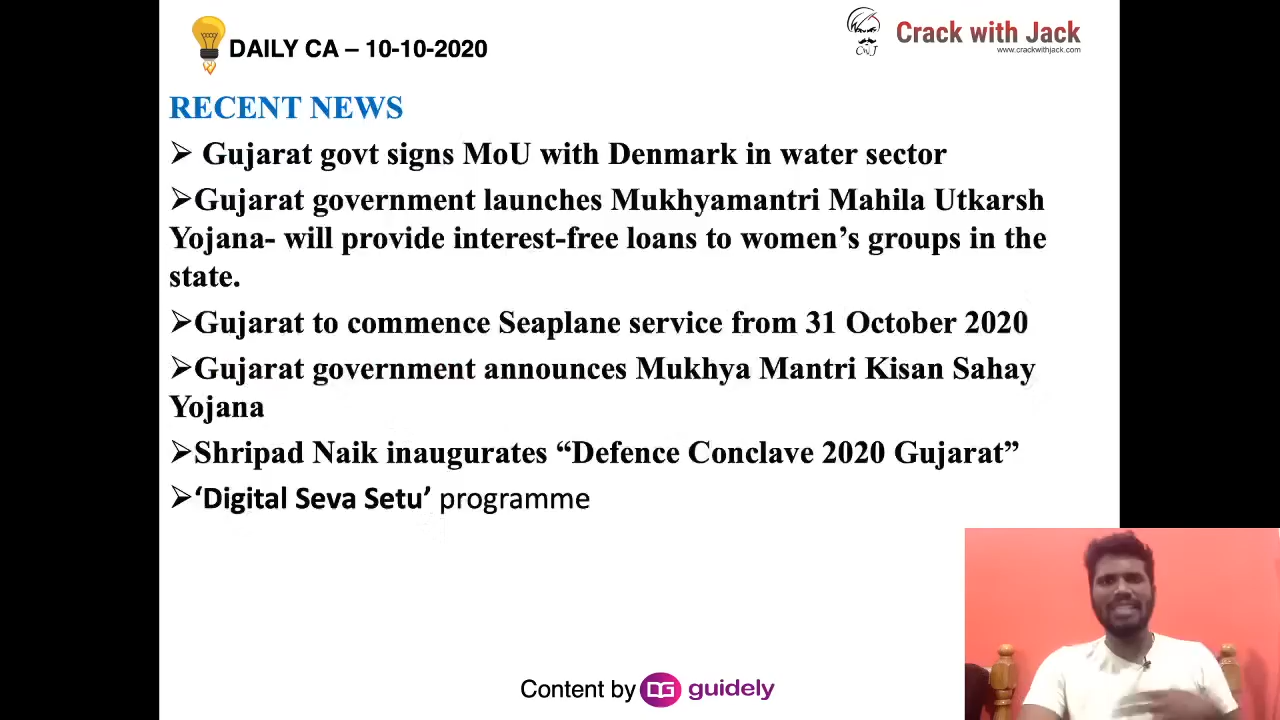 DAILY CA – 10-10-2020
Crack with Jack
www.crackwithjack.com
CWJ
RECENT NEWS
➢ Gujarat govt signs MoU with Denmark in water sector
➢Gujarat government launches Mukhyamantri Mahila Utkarsh
Yojana- will provide interest-free loans to women’s groups in the
state.
➢Gujarat to commence Seaplane service from 31 October 2020
➢Gujarat government announces Mukhya Mantri Kisan Sahay
Yojana
➢Shripad Naik inaugurates “Defence Conclave 2020 Gujarat”
➢‘Digital Seva Setu’ programme
Content by guidely